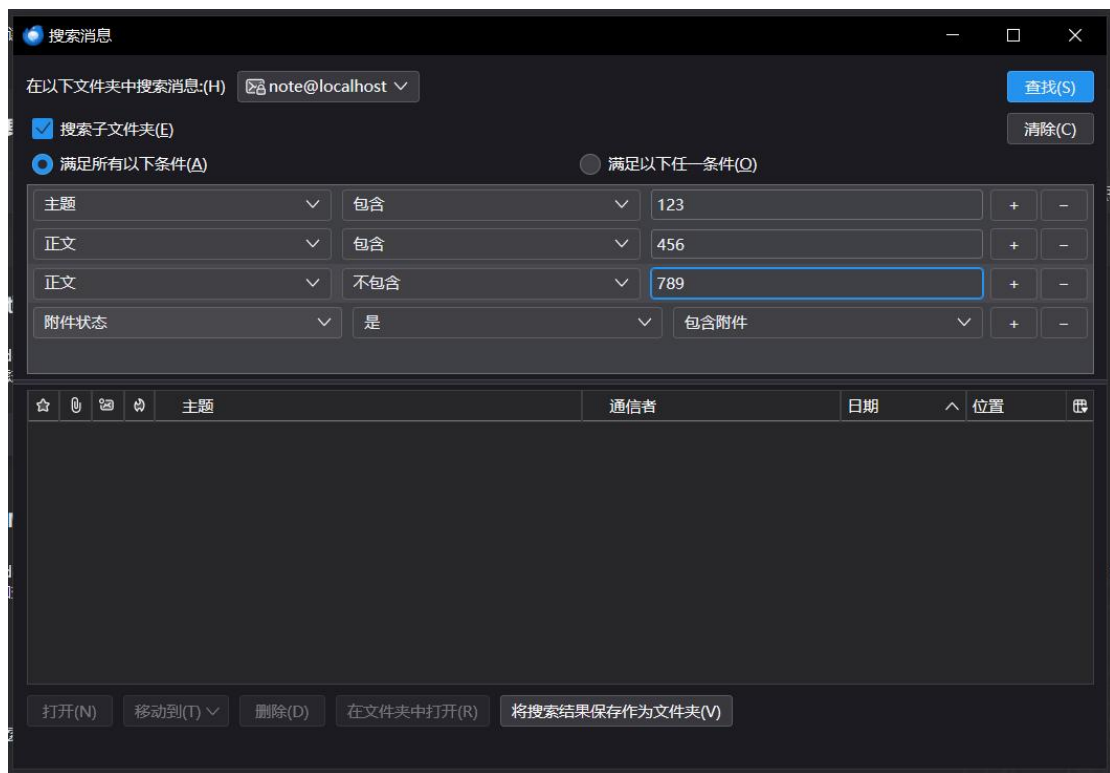 搜索消息
在以下文件夹中搜索消息:(H) note@localhost 查找(S)
搜索子文件夹(E) 清除(C)
满足所有以下条件(A) 满足以下任一条件(O)
主题 包含 123 + −
正文 包含 456 + −
正文 不包含 789 + −
附件状态 是 包含附件 + −
主题 通信者 日期 位置
打开(N) 移动到(T) 删除(D) 在文件夹中打开(R) 将搜索结果保存作为文件夹(V)